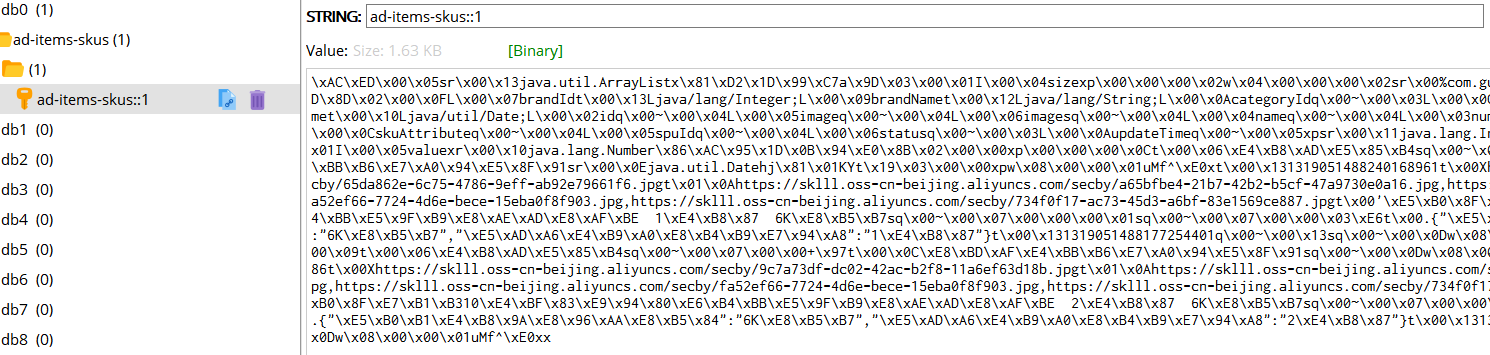 db0 (1)
ad-items-skus (1)
(1)
ad-items-skus::1
db1 (0)
db2 (0)
db3 (0)
db4 (0)
db5 (0)
db6 (0)
db7 (0)
db8 (0)
STRING: ad-items-skus::1
Value: Size: 1.63 KB [Binary]
\xAC\xED\x00\x05sr\x00\x13java.util.ArrayListx\x81\xD2\x1D\x99\xC7a\x9D\x03\x00\x01I\x00\x04sizexp\x00\x00\x00\x02w\x04\x00\x00\x00\x02sr\x00%com.gu
D\x8D\x02\x00\x0FL\x00\x07brandIdt\x00\x13Ljava/lang/Integer;L\x00\x09brandNamet\x00\x12Ljava/lang/String;L\x00\x0AcategoryIdq\x00~\x00\x03L\x00\x0C
met\x00\x10Ljava/util/Date;L\x00\x02idq\x00~\x00\x04L\x00\x05imageq\x00~\x00\x04L\x00\x06imagesq\x00~\x00\x04L\x00\x04nameq\x00~\x00\x04L\x00\x03num
\x00\x0CskuAttributeq\x00~\x00\x04L\x00\x05spuIdq\x00~\x00\x04L\x00\x06statusq\x00~\x00\x03L\x00\x0AupdateTimeq\x00~\x00\x05xpsr\x00\x11java.lang.In
\x01I\x00\x05valuexr\x00\x10java.lang.Number\x86\xAC\x95\x1D\x0B\x94\xE0\x8B\x02\x00\x00xp\x00\x00\x00\x0Ct\x00\x06\xE4\xB8\xAD\xE5\x85\xB4sq\x00~\x
\xBB\xB6\xE7\xA0\x94\xE5\x8F\x91sr\x00\x0Ejava.util.Datehj\x81\x01KYt\x19\x03\x00\x00xpw\x08\x00\x00\x01uMf^\xE0xt\x00\x131319051488240168961t\x00Xh
cby/65da862e-6c75-4786-9eff-ab92e79661f6.jpgt\x01\x0Ahttps://sklll.oss-cn-beijing.aliyuncs.com/secby/a65bfbe4-21b7-42b2-b5cf-47a9730e0a16.jpg,https
a52ef66-7724-4d6e-bece-15eba0f8f903.jpg,https://sklll.oss-cn-beijing.aliyuncs.com/secby/734f0f17-ac73-45d3-a6bf-83e1569ce887.jpgt\x00'\xE5\xB0\x8F\x
4\xBB\xE5\x9F\xB9\xE8\xAE\xAD\xE8\xAF\xBE 1\xE4\xB8\x87 6K\xE8\xB5\xB7sq\x00~\x00\x07\x00\x00\x00\x01sq\x00~\x00\x07\x00\x00\x03\xE6t\x00.{"\xE5\x
:"6K\xE8\xB5\xB7","\xE5\xAD\xA6\xE4\xB9\xA0\xE8\xB4\xB9\xE7\x94\xA8":"1\xE4\xB8\x87"}t\x00\x131319051488177254401q\x00~\x00\x13sq\x00~\x00\x0Dw\x08\
00\x09t\x00\x06\xE4\xB8\xAD\xE5\x85\xB4sq\x00~\x00\x07\x00\x00+\x97t\x00\x0C\xE8\xBD\xAF\xE4\xBB\xB6\xE7\xA0\x94\xE5\x8F\x91sq\x00~\x00\x0Dw\x08\x00
86t\x00Xhttps://sklll.oss-cn-beijing.aliyuncs.com/secby/9c7a73df-dc02-42ac-b2f8-11a6ef63d18b.jpgt\x01\x0Ahttps://sklll.oss-cn-beijing.aliyuncs.com/s
pg,https://sklll.oss-cn-beijing.aliyuncs.com/secby/fa52ef66-7724-4d6e-bece-15eba0f8f903.jpg,https://sklll.oss-cn-beijing.aliyuncs.com/secby/734f0f17
xB0\x8F\xE7\xB1\xB310\xE4\xBF\x83\xE9\x94\x80\xE6\xB4\xBB\xE5\x9F\xB9\xE8\xAE\xAD\xE8\xAF\xBE 2\xE4\xB8\x87 6K\xE8\xB5\xB7sq\x00~\x00\x07\x00\x00\
.{"\xE5\xB0\xB1\xE4\xB8\x9A\xE8\x96\xAA\xE8\xB5\x84":"6K\xE8\xB5\xB7","\xE5\xAD\xA6\xE4\xB9\xA0\xE8\xB4\xB9\xE7\x94\xA8":"2\xE4\xB8\x87"}t\x00\x1313
x0Dw\x08\x00\x00\x01uMf^\xE0xx